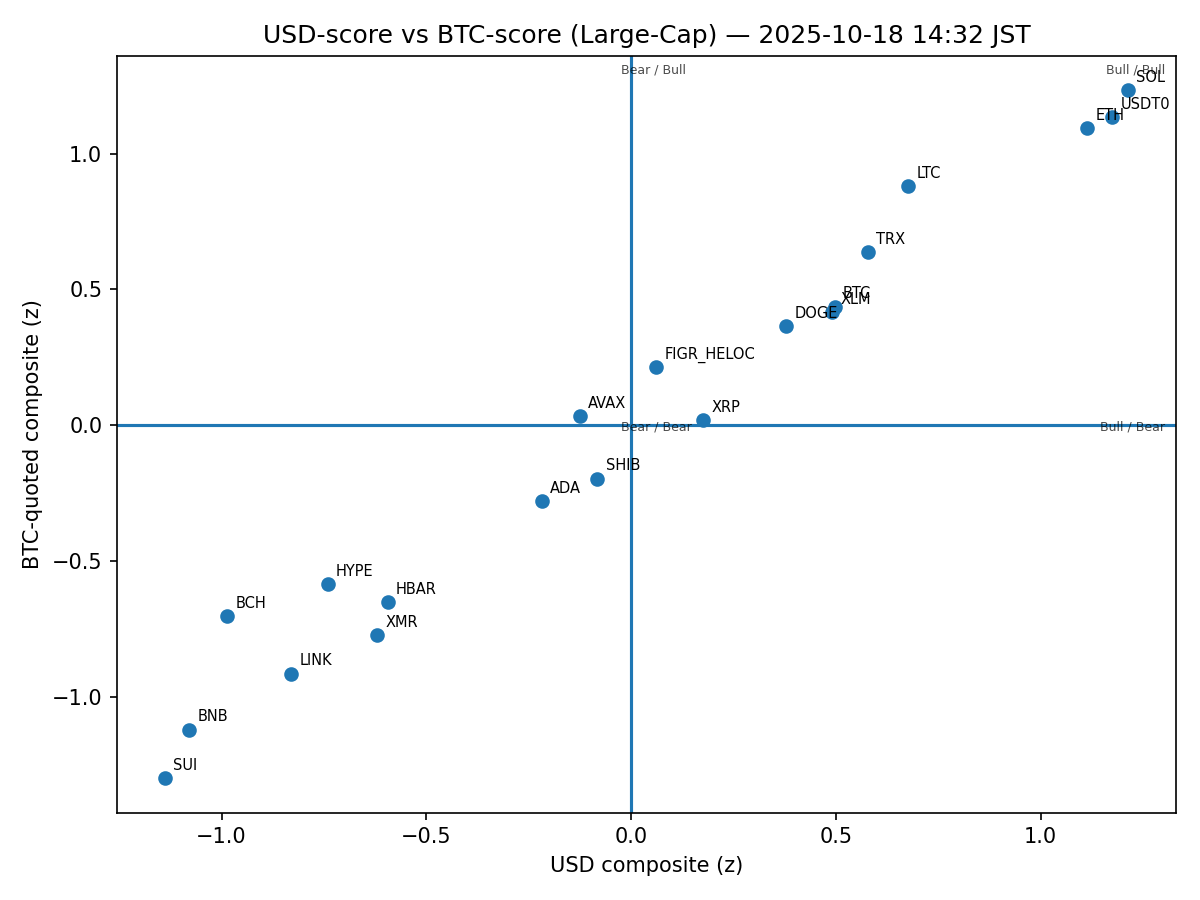 USD-score vs BTC-score (Large-Cap) — 2025-10-18 14:32 JST
Bear / Bull
Bull / Bull
SOL
USDT0
ETH
1.0
LTC
TRX
0.5
BTC
XLM
DOGE
FIGR_HELOC
AVAX
XRP
0.0
Bear / Bear
Bull / Bear
SHIB
ADA
−0.5
HYPE
HBAR
BCH
XMR
LINK
−1.0
BNB
SUI
−1.0
−0.5
0.0
0.5
1.0
USD composite (z)
BTC-quoted composite (z)